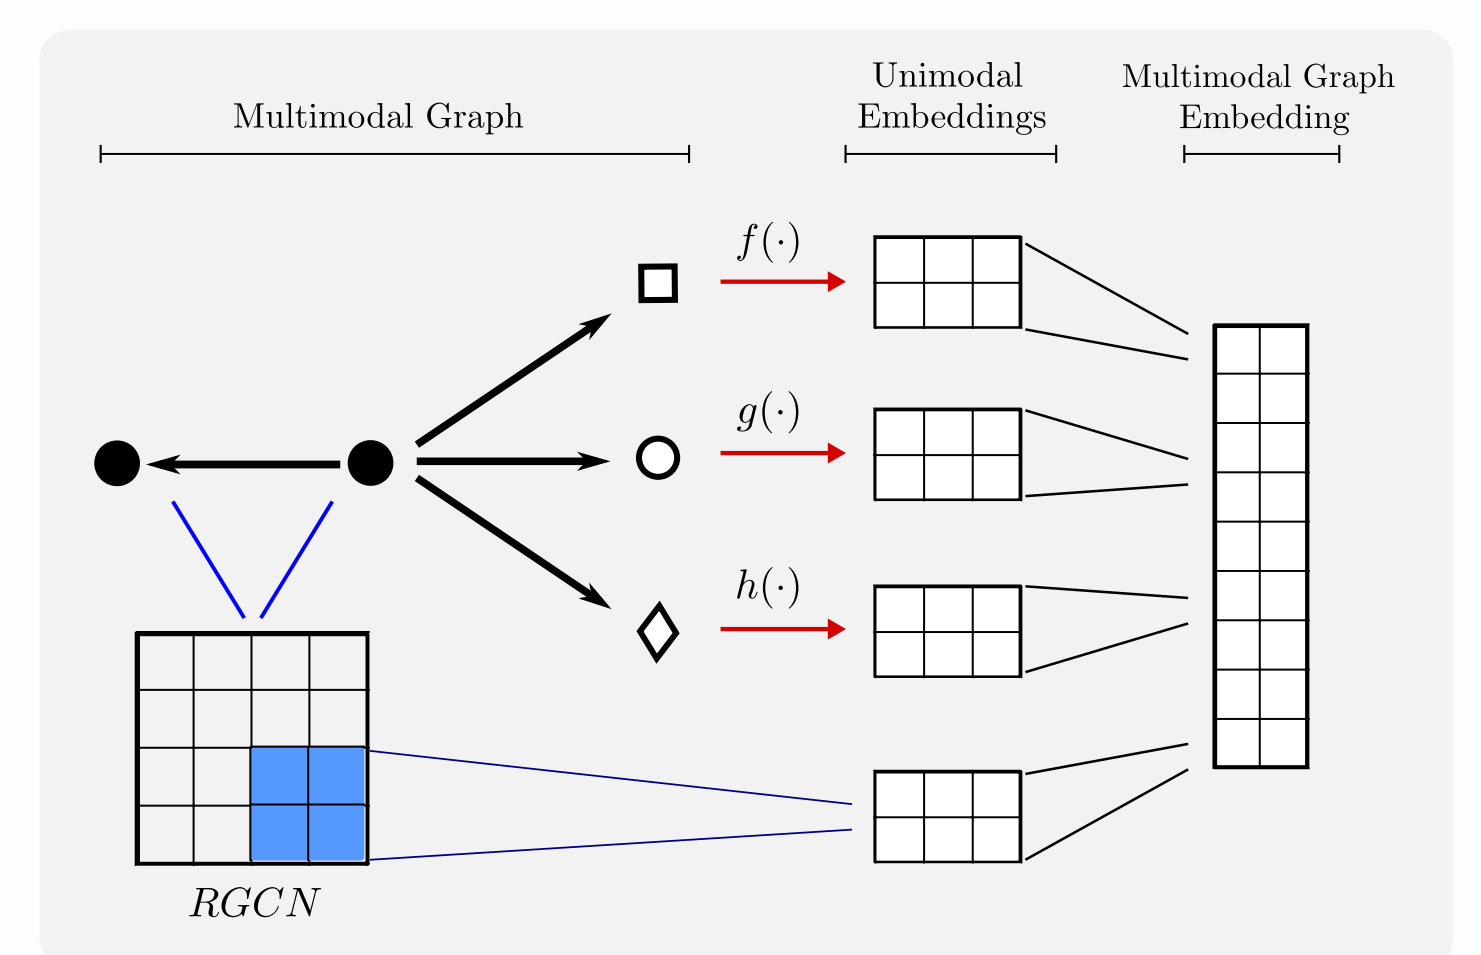 Multimodal Graph
Unimodal
Embeddings
Multimodal Graph
Embedding
f(·)
g(·)
h(·)
RGCN